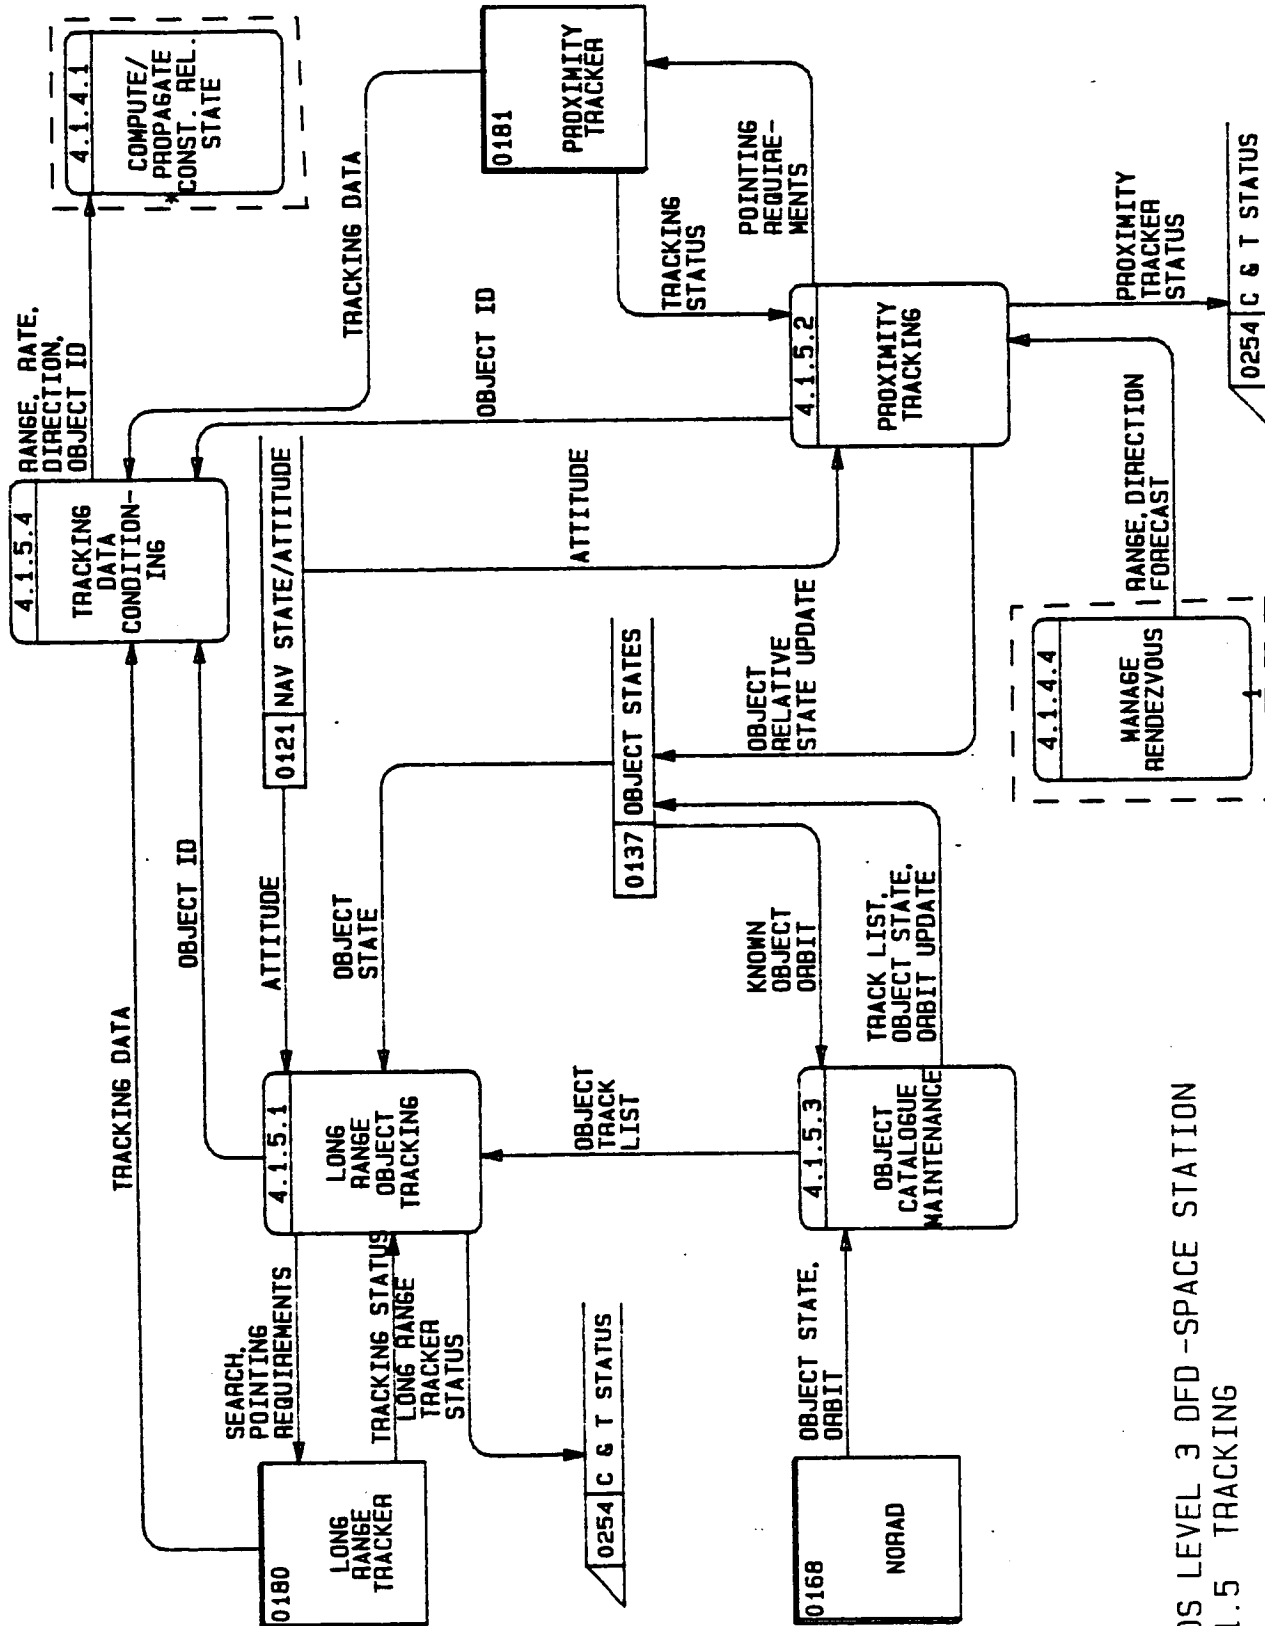 4.1.5.4
TRACKING
DATA
CONDITION-
ING
RANGE, RATE,
DIRECTION,
OBJECT ID
4.1.4.1
COMPUTE/
PROPAGATE
CONST. REL.
STATE
*
TRACKING DATA
OBJECT ID
TRACKING DATA
OBJECT ID
0180
LONG
RANGE
TRACKER
SEARCH,
POINTING
REQUIREMENTS
TRACKING STATUS
LONG RANGE
TRACKER
STATUS
4.1.5.1
LONG
RANGE
OBJECT
TRACKING
ATTITUDE
OBJECT
STATE
0121 NAV STATE/ATTITUDE
ATTITUDE
0181
PROXIMITY
TRACKER
TRACKING
STATUS
POINTING
REQUIRE-
MENTS
0254 C & T STATUS
OBJECT
TRACK
LIST
0137 OBJECT STATES
KNOWN
OBJECT
ORBIT
OBJECT
RELATIVE
STATE UPDATE
4.1.5.2
PROXIMITY
TRACKING
0168
NORAD
OBJECT STATE,
ORBIT
4.1.5.3
OBJECT
CATALOGUE
MAINTENANCE
TRACK LIST,
OBJECT STATE,
ORBIT UPDATE
4.1.4.4
MANAGE
RENDEZVOUS
1
RANGE, DIRECTION
FORECAST
PROXIMITY
TRACKER
STATUS
0254 C & T STATUS
LEVEL 3 DFD -SPACE STATION
1.5 TRACKING